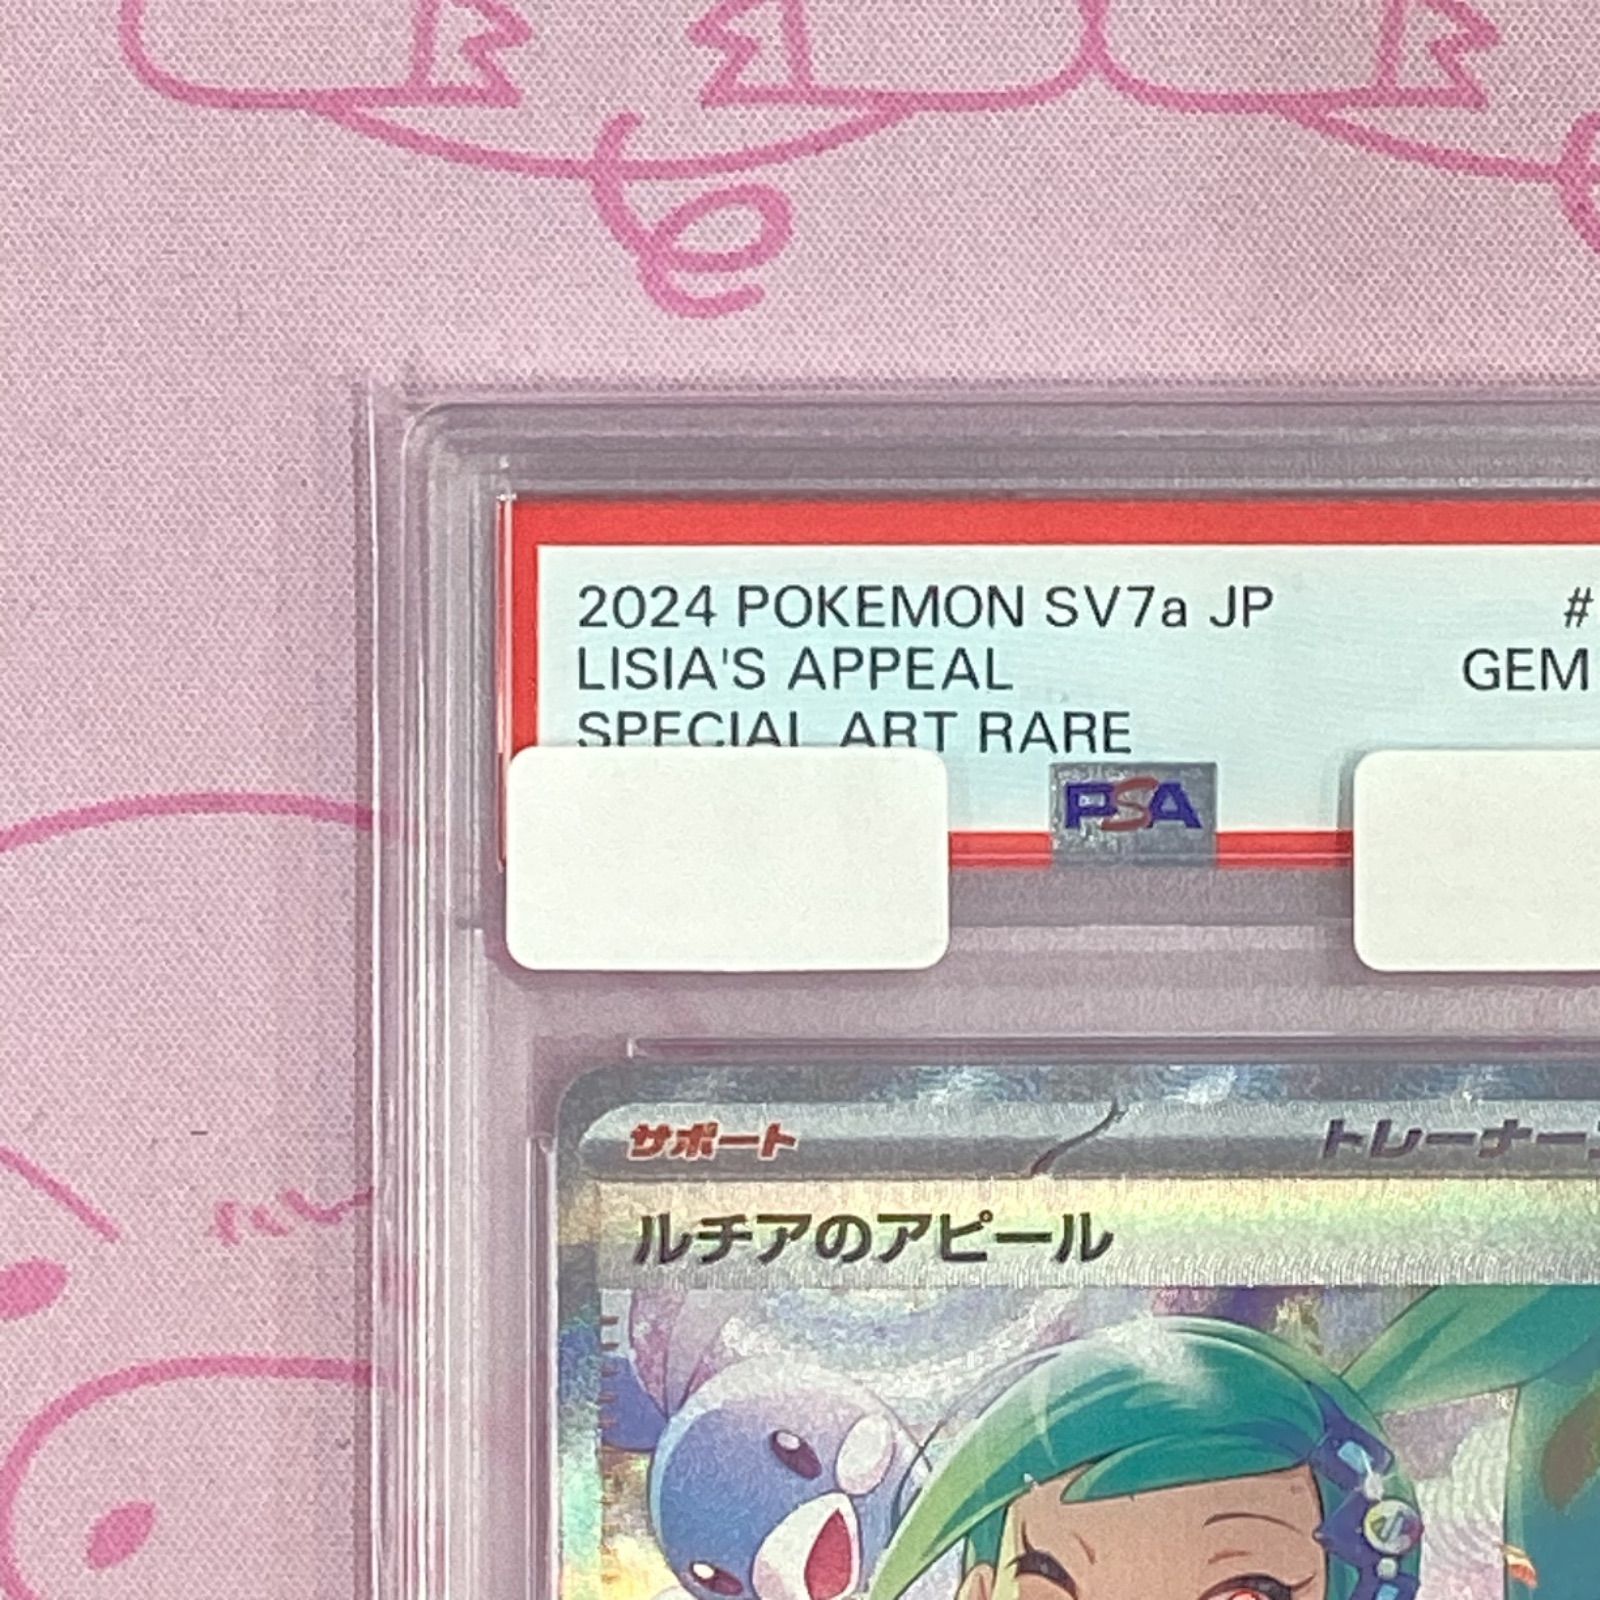 2024 POKEMON SV7a JP #
LISIA'S APPEAL GEM
SPECIAL ART RARE
PSA
サポート トレーナー
ルチアのアピール